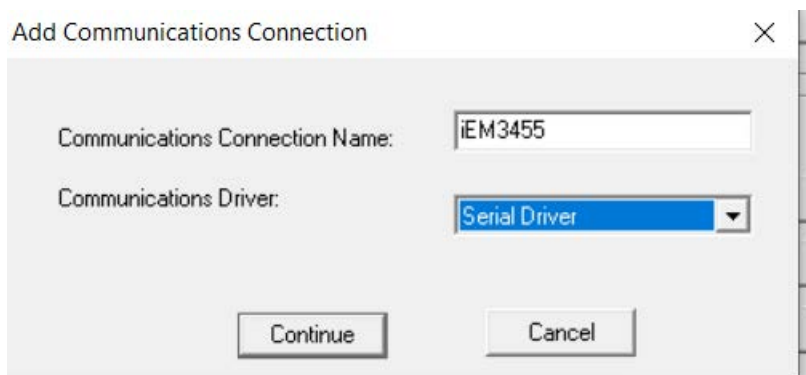 Add Communications Connection
Communications Connection Name: iEM3455
Communications Driver: Serial Driver
Continue Cancel